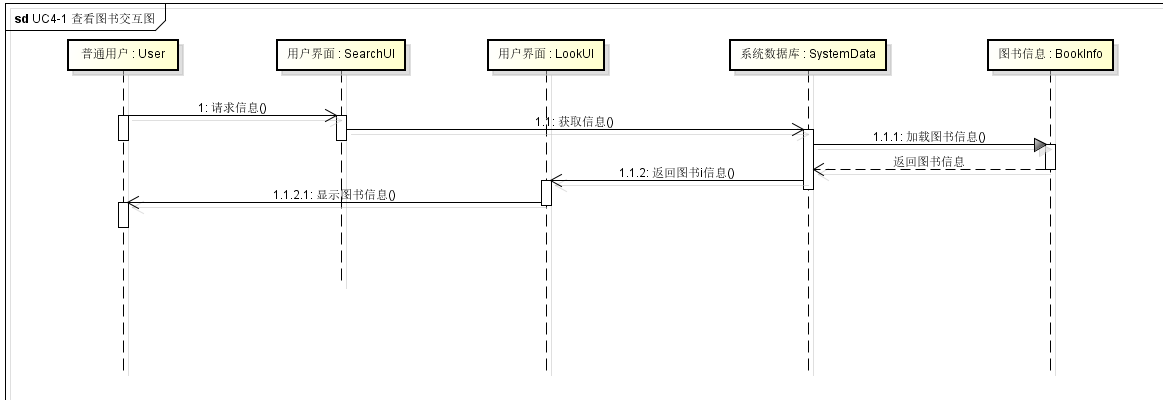 sd UC4-1 查看图书交互图
普通用户 : User
用户界面 : SearchUI
用户界面 : LookUI
系统数据库 : SystemData
图书信息 : BookInfo
1: 请求信息()
1.1: 获取信息()
1.1.1: 加载图书信息()
返回图书信息
1.1.2: 返回图书i信息()
1.1.2.1: 显示图书信息()